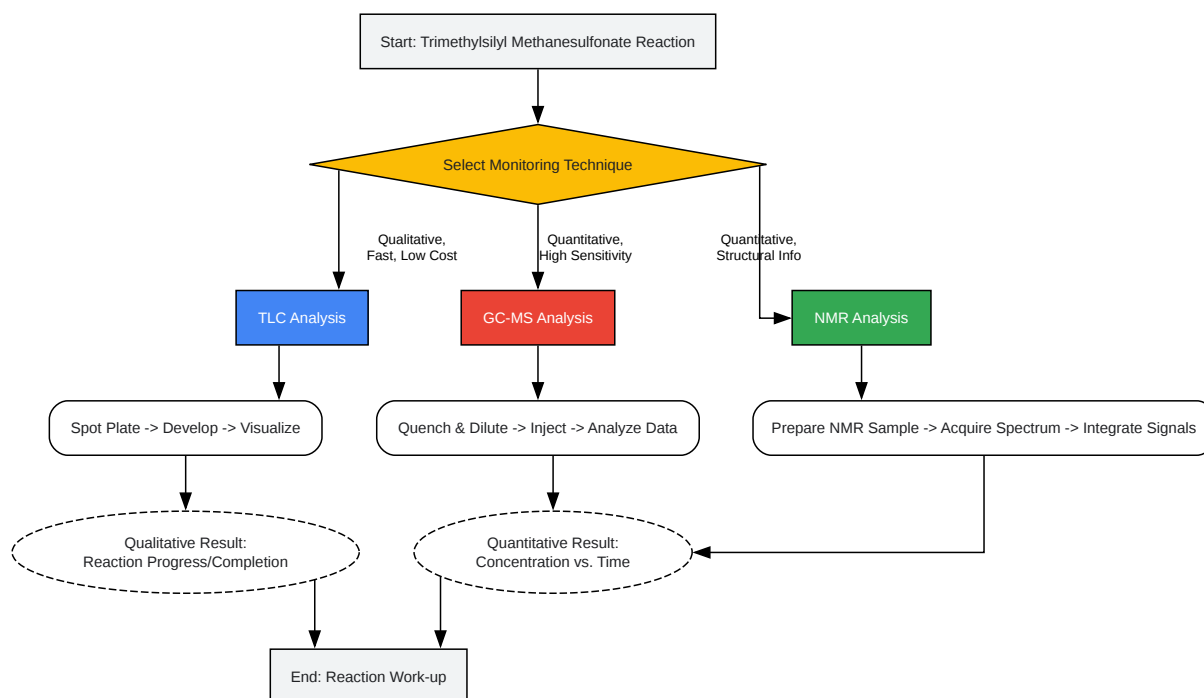 Start: Trimethylsilyl Methanesulfonate Reaction
Select Monitoring Technique
Qualitative,
Fast, Low Cost
Quantitative,
High Sensitivity
Quantitative,
Structural Info
TLC Analysis
GC-MS Analysis
NMR Analysis
Spot Plate -> Develop -> Visualize
Quench & Dilute -> Inject -> Analyze Data
Prepare NMR Sample -> Acquire Spectrum -> Integrate Signals
Qualitative Result:
Reaction Progress/Completion
Quantitative Result:
Concentration vs. Time
End: Reaction Work-up